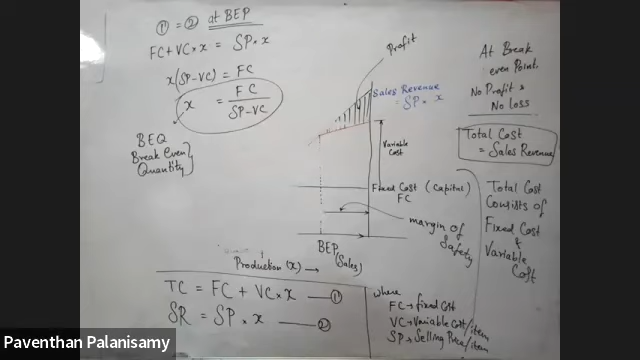 ① = ② at BEP
FC + VC × x = SP × x
x(SP-VC) = FC
x = FC / SP-VC
BEQ
Break Even
Quantity
Profit
Sales Revenue
= SP × x
Variable
Cost
Fixed Cost (Capital)
FC
margin of
Safety
BEP
(Sales)
Production (x) →
At Break
even Point.
No Profit &
No Loss
Total Cost
= Sales Revenue
Total Cost
Consists of
Fixed Cost
&
Variable
Cost
TC = FC + VC × x — ①
SR = SP × x — ②
where
FC → fixed Cost
VC → Variable Cost/item
SP → Selling Price/item
Paventhan Palanisamy